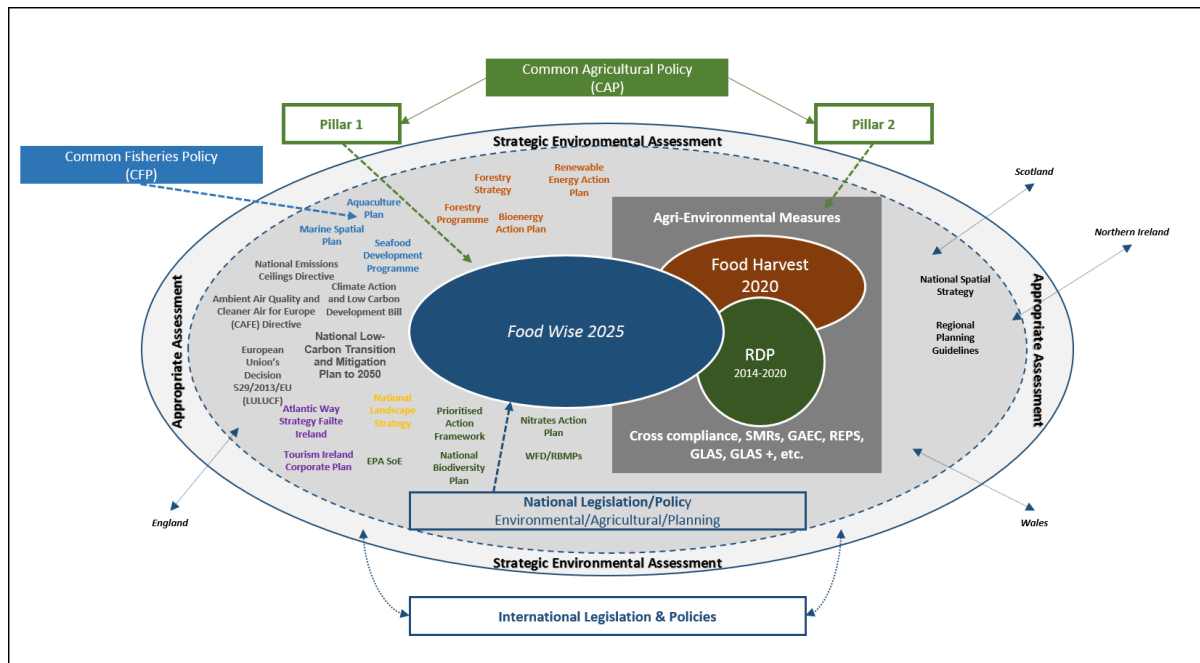 Common Agricultural Policy
(CAP)
Pillar 1
Pillar 2
Strategic Environmental Assessment
Common Fisheries Policy
(CFP)
Scotland
Northern Ireland
Renewable
Energy Action
Plan
Forestry
Strategy
Forestry
Programme
Bioenergy
Action Plan
Aquaculture
Plan
Marine Spatial
Plan
Seafood
Development
Programme
Agri-Environmental Measures
Food Harvest
2020
National Emissions
Ceilings Directive
Climate Action
and Low Carbon
Development Bill
Ambient Air Quality and
Cleaner Air for Europe
(CAFE) Directive
National Low-
Carbon Transition
and Mitigation
Plan to 2050
European
Union's
Decision
529/2013/EU
(LULUCF)
Food Wise 2025
RDP
2014-2020
National Spatial
Strategy
Regional
Planning
Guidelines
Appropriate Assessment
Appropriate Assessment
Atlantic Way
Strategy Failte
Ireland
National
Landscape
Strategy
Prioritised
Action
Framework
Nitrates Action
Plan
Tourism Ireland
Corporate Plan
EPA SoE
National
Biodiversity
Plan
WFD/RBMPs
Cross compliance, SMRs, GAEC, REPS,
GLAS, GLAS +, etc.
National Legislation/Policy
Environmental/Agricultural/Planning
England
Wales
Strategic Environmental Assessment
International Legislation & Policies